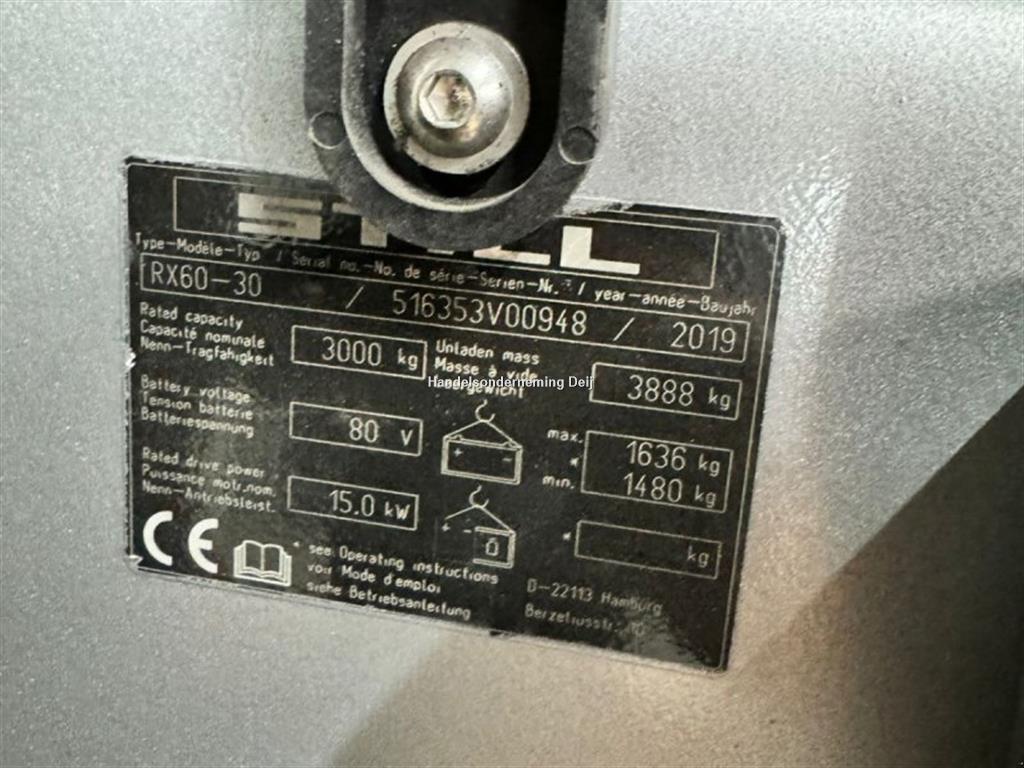 STILL
Type-Modèle-Typ / Serial no.-No. de série-Serien-Nr. / year-année-Baujahr
RX60-30 / 516353V00948 / 2019
Rated capacity
Capacité nominale
Nenn-Tragfähigkeit
3000 kg
Unladen mass
Masse à vide
Leergewicht
3888 kg
Handelsonderneming Deij
Battery voltage
Tension batterie
Batteriespannung
80 V
+ -
max. 1636 kg
*
min. 1480 kg
Rated drive power
Puissance motr.nom.
Nenn-Antriebsleist.
15.0 kW
+ -
* kg
CE
* see Operating instructions
voir Mode d'emploi
siehe Betriebsanleitung
D-22113 Hamburg
Berzeliusstr. 10